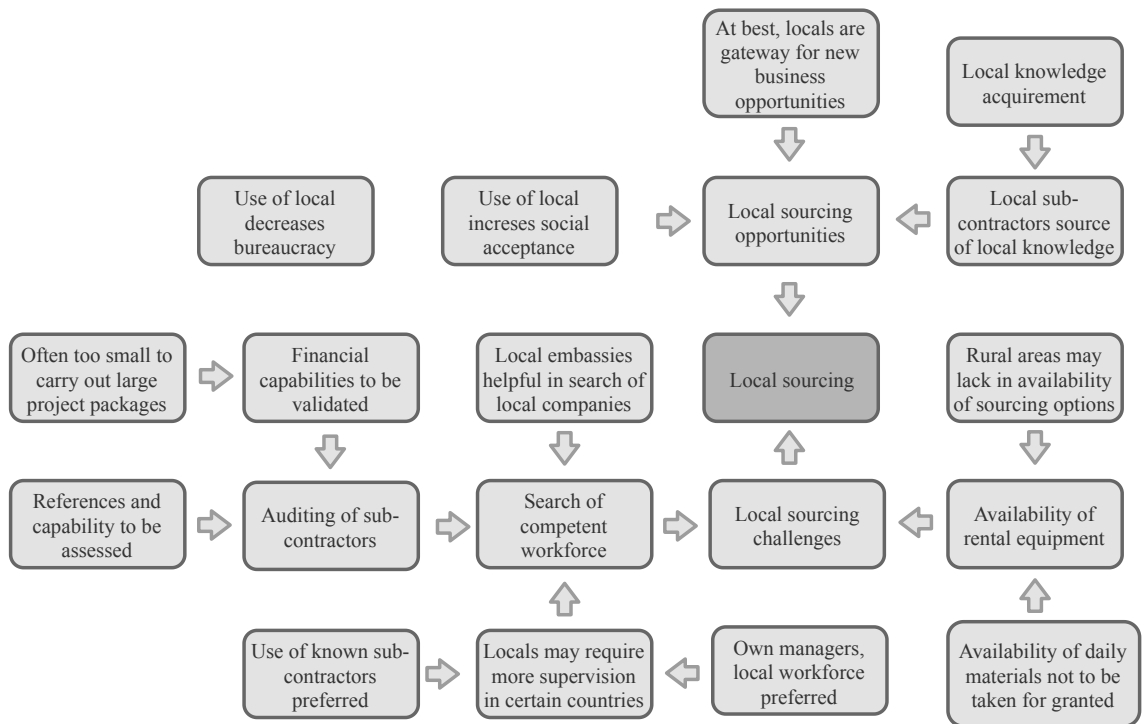 At best, locals are
gateway for new
business
opportunities
Local knowledge
acquirement
Use of local
decreases
bureaucracy
Use of local
increses social
acceptance
Local sourcing
opportunities
Local sub-
contractors source
of local knowledge
Often too small to
carry out large
project packages
Financial
capabilities to be
validated
Local embassies
helpful in search of
local companies
Local sourcing
Rural areas may
lack in availability
of sourcing options
References and
capability to be
assessed
Auditing of sub-
contractors
Search of
competent
workforce
Local sourcing
challenges
Availability of
rental equipment
Use of known sub-
contractors
preferred
Locals may require
more supervision
in certain countries
Own managers,
local workforce
preferred
Availability of daily
materials not to be
taken for granted